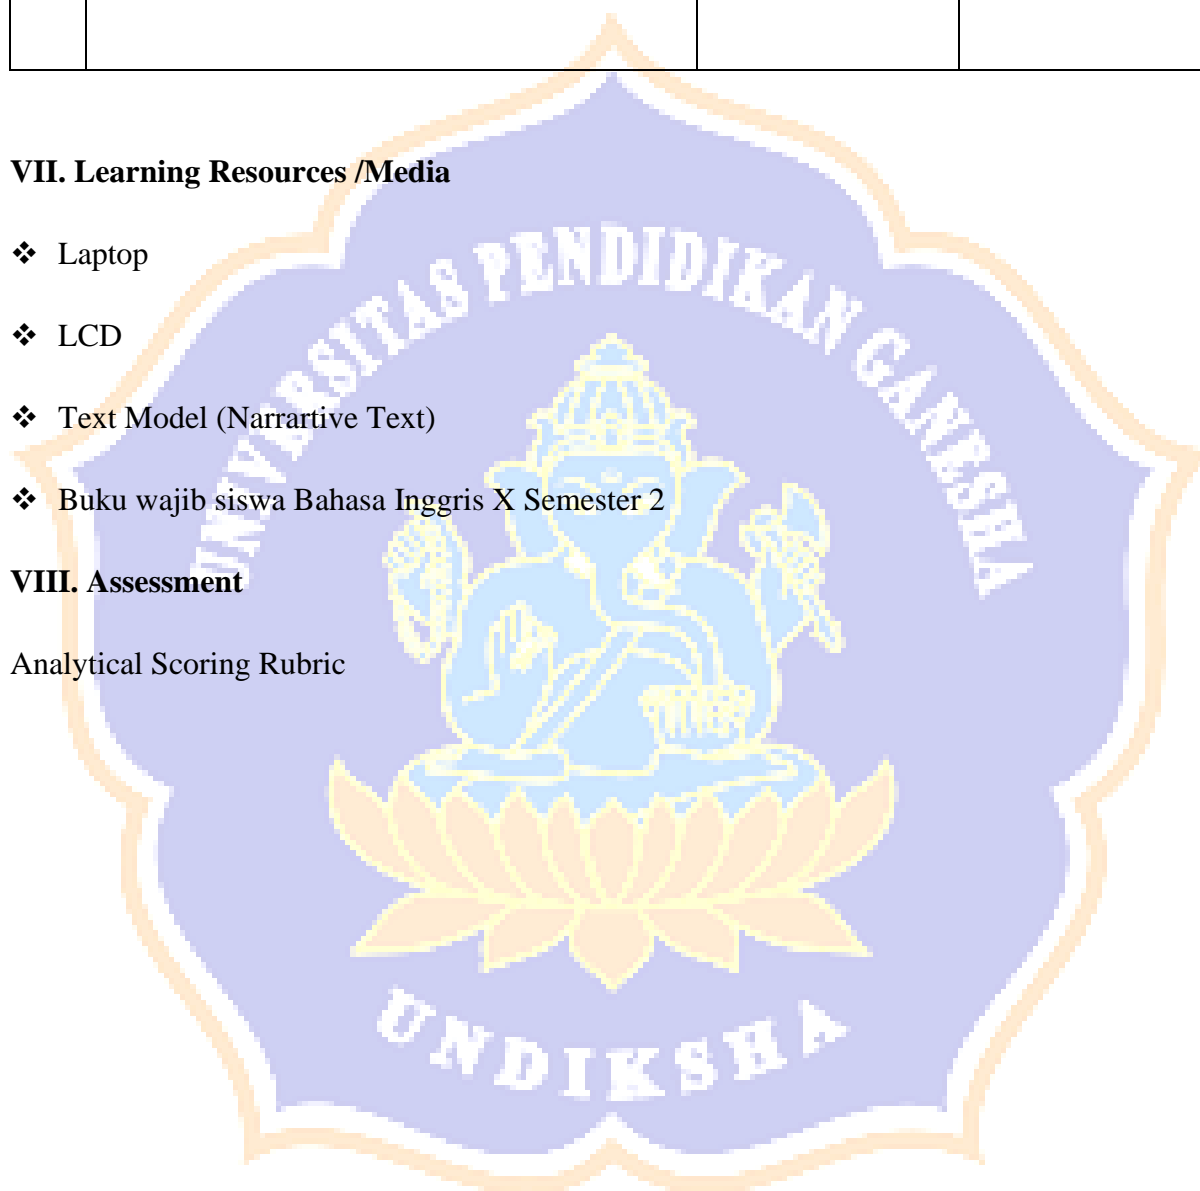 VII. Learning Resources /Media
❖ Laptop
❖ LCD
❖ Text Model (Narrartive Text)
❖ Buku wajib siswa Bahasa Inggris X Semester 2
VIII. Assessment
Analytical Scoring Rubric
UNIVERSITAS PENDIDIKAN GANESHA
UNDIKSHA